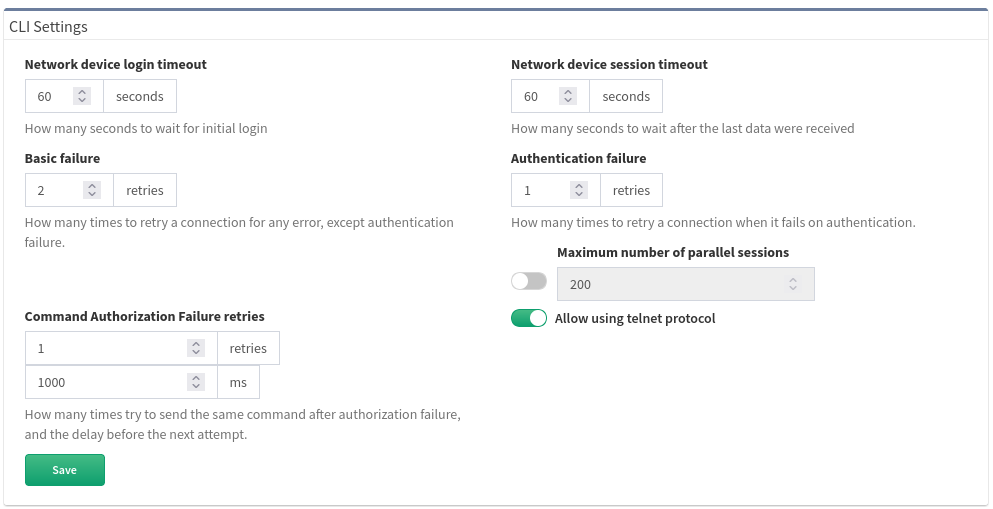 CLI Settings
Network device login timeout
60 seconds
How many seconds to wait for initial login
Network device session timeout
60 seconds
How many seconds to wait after the last data were received
Basic failure
2 retries
How many times to retry a connection for any error, except authentication
failure.
Authentication failure
1 retries
How many times to retry a connection when it fails on authentication.
Maximum number of parallel sessions
200
Allow using telnet protocol
Command Authorization Failure retries
1 retries
1000 ms
How many times try to send the same command after authorization failure,
and the delay before the next attempt.
Save